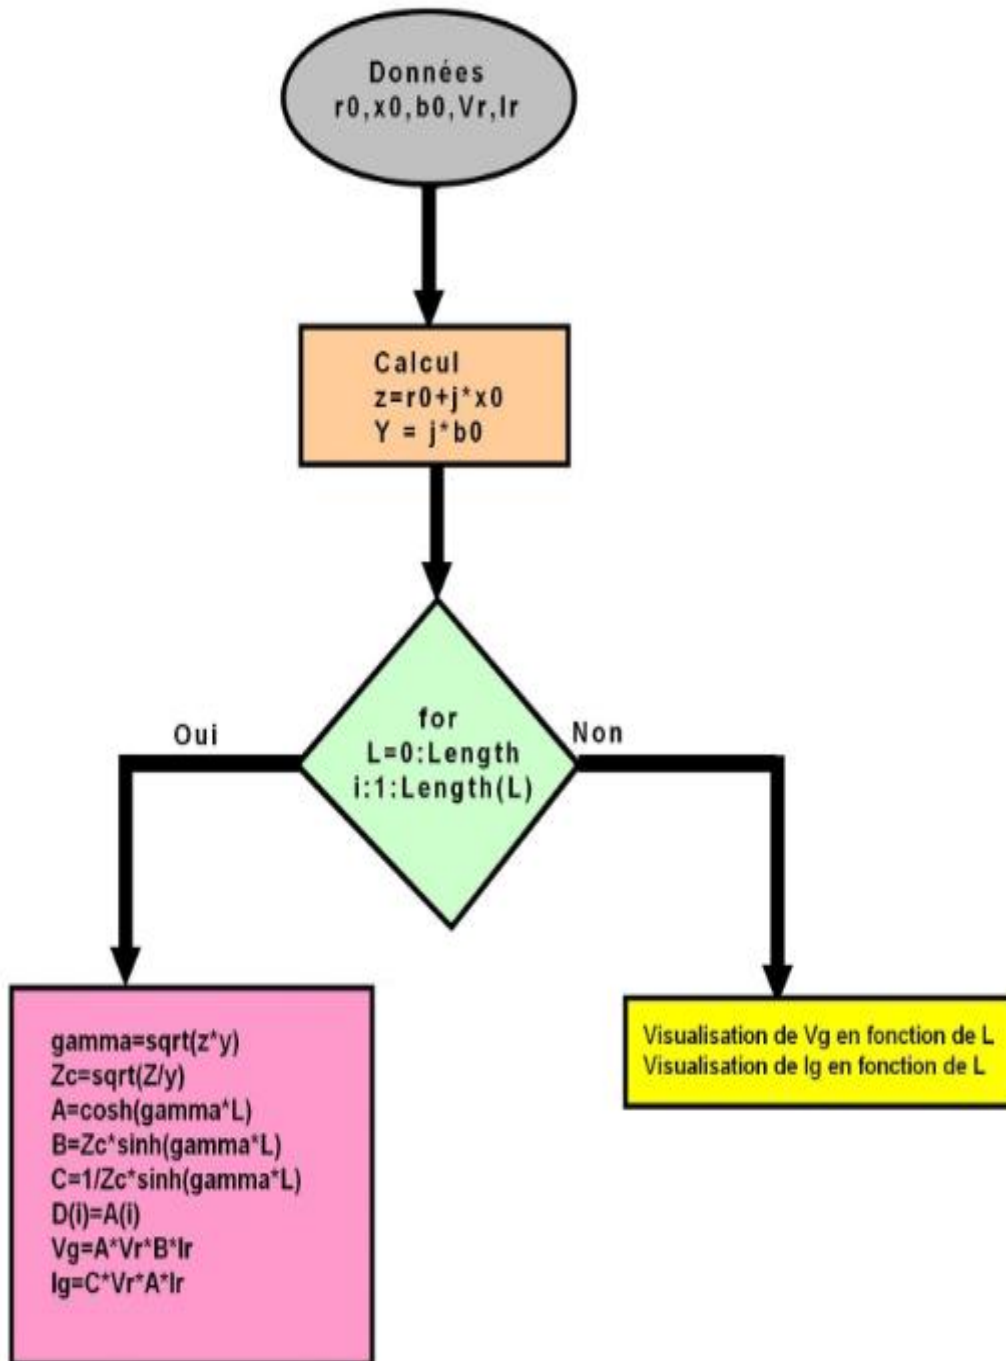 Données
r0,x0,b0,Vr,Ir
Calcul
z=r0+j*x0
Y = j*b0
for
L=0:Length
i:1:Length(L)
Oui
Non
gamma=sqrt(z*y)
Zc=sqrt(Z/y)
A=cosh(gamma*L)
B=Zc*sinh(gamma*L)
C=1/Zc*sinh(gamma*L)
D(i)=A(i)
Vg=A*Vr*B*Ir
Ig=C*Vr*A*Ir
Visualisation de Vg en fonction de L
Visualisation de Ig en fonction de L